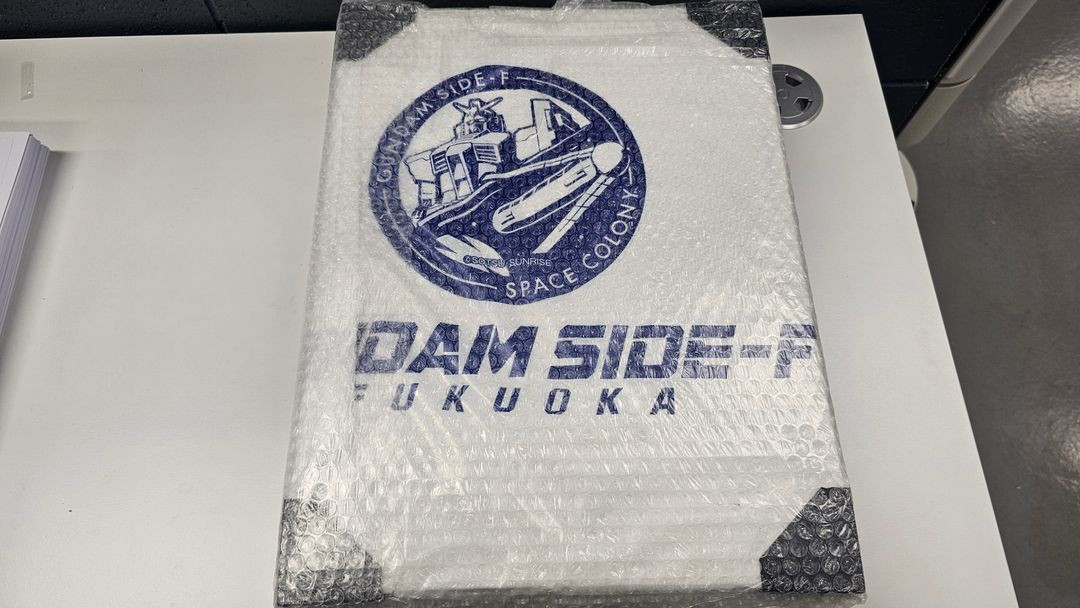 GUNDAM SIDE-F
©SOTSU SUNRISE
SPACE COLONY
DAM SIDE-F
FUKUOKA